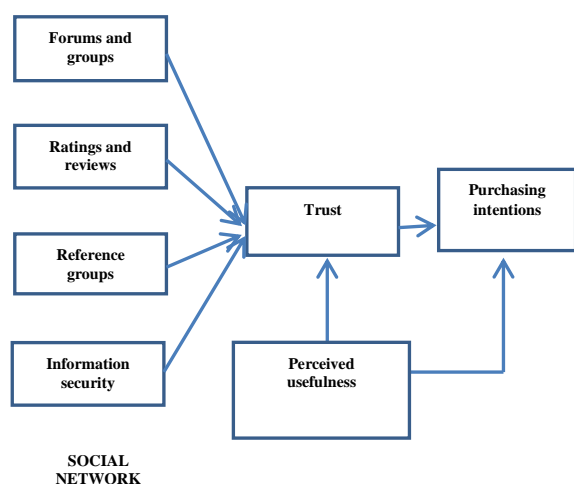 Forums and
groups
Ratings and
reviews
Reference
groups
Information
security
SOCIAL
NETWORK
Trust
Perceived
usefulness
Purchasing
intentions